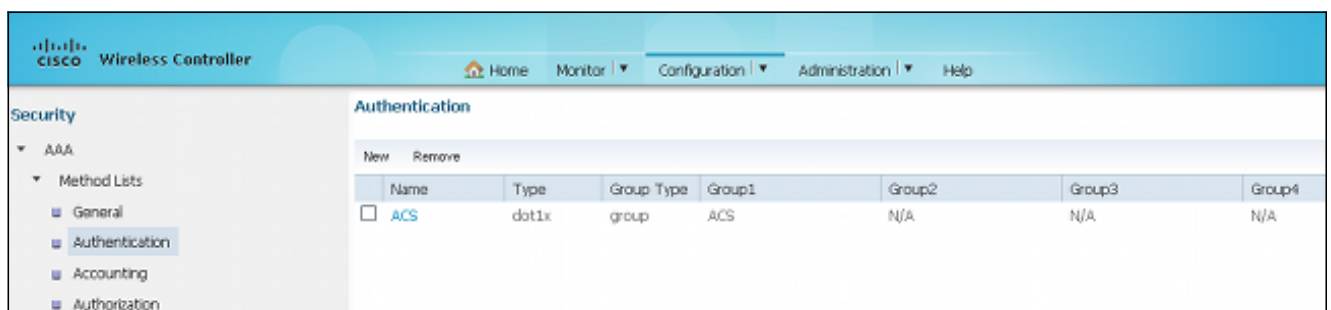 cisco Wireless Controller
Home Monitor Configuration Administration Help
Security
AAA
Method Lists
General
Authentication
Accounting
Authorization
Authentication
New Remove
Name Type Group Type Group1 Group2 Group3 Group4
ACS dot1x group ACS N/A N/A N/A